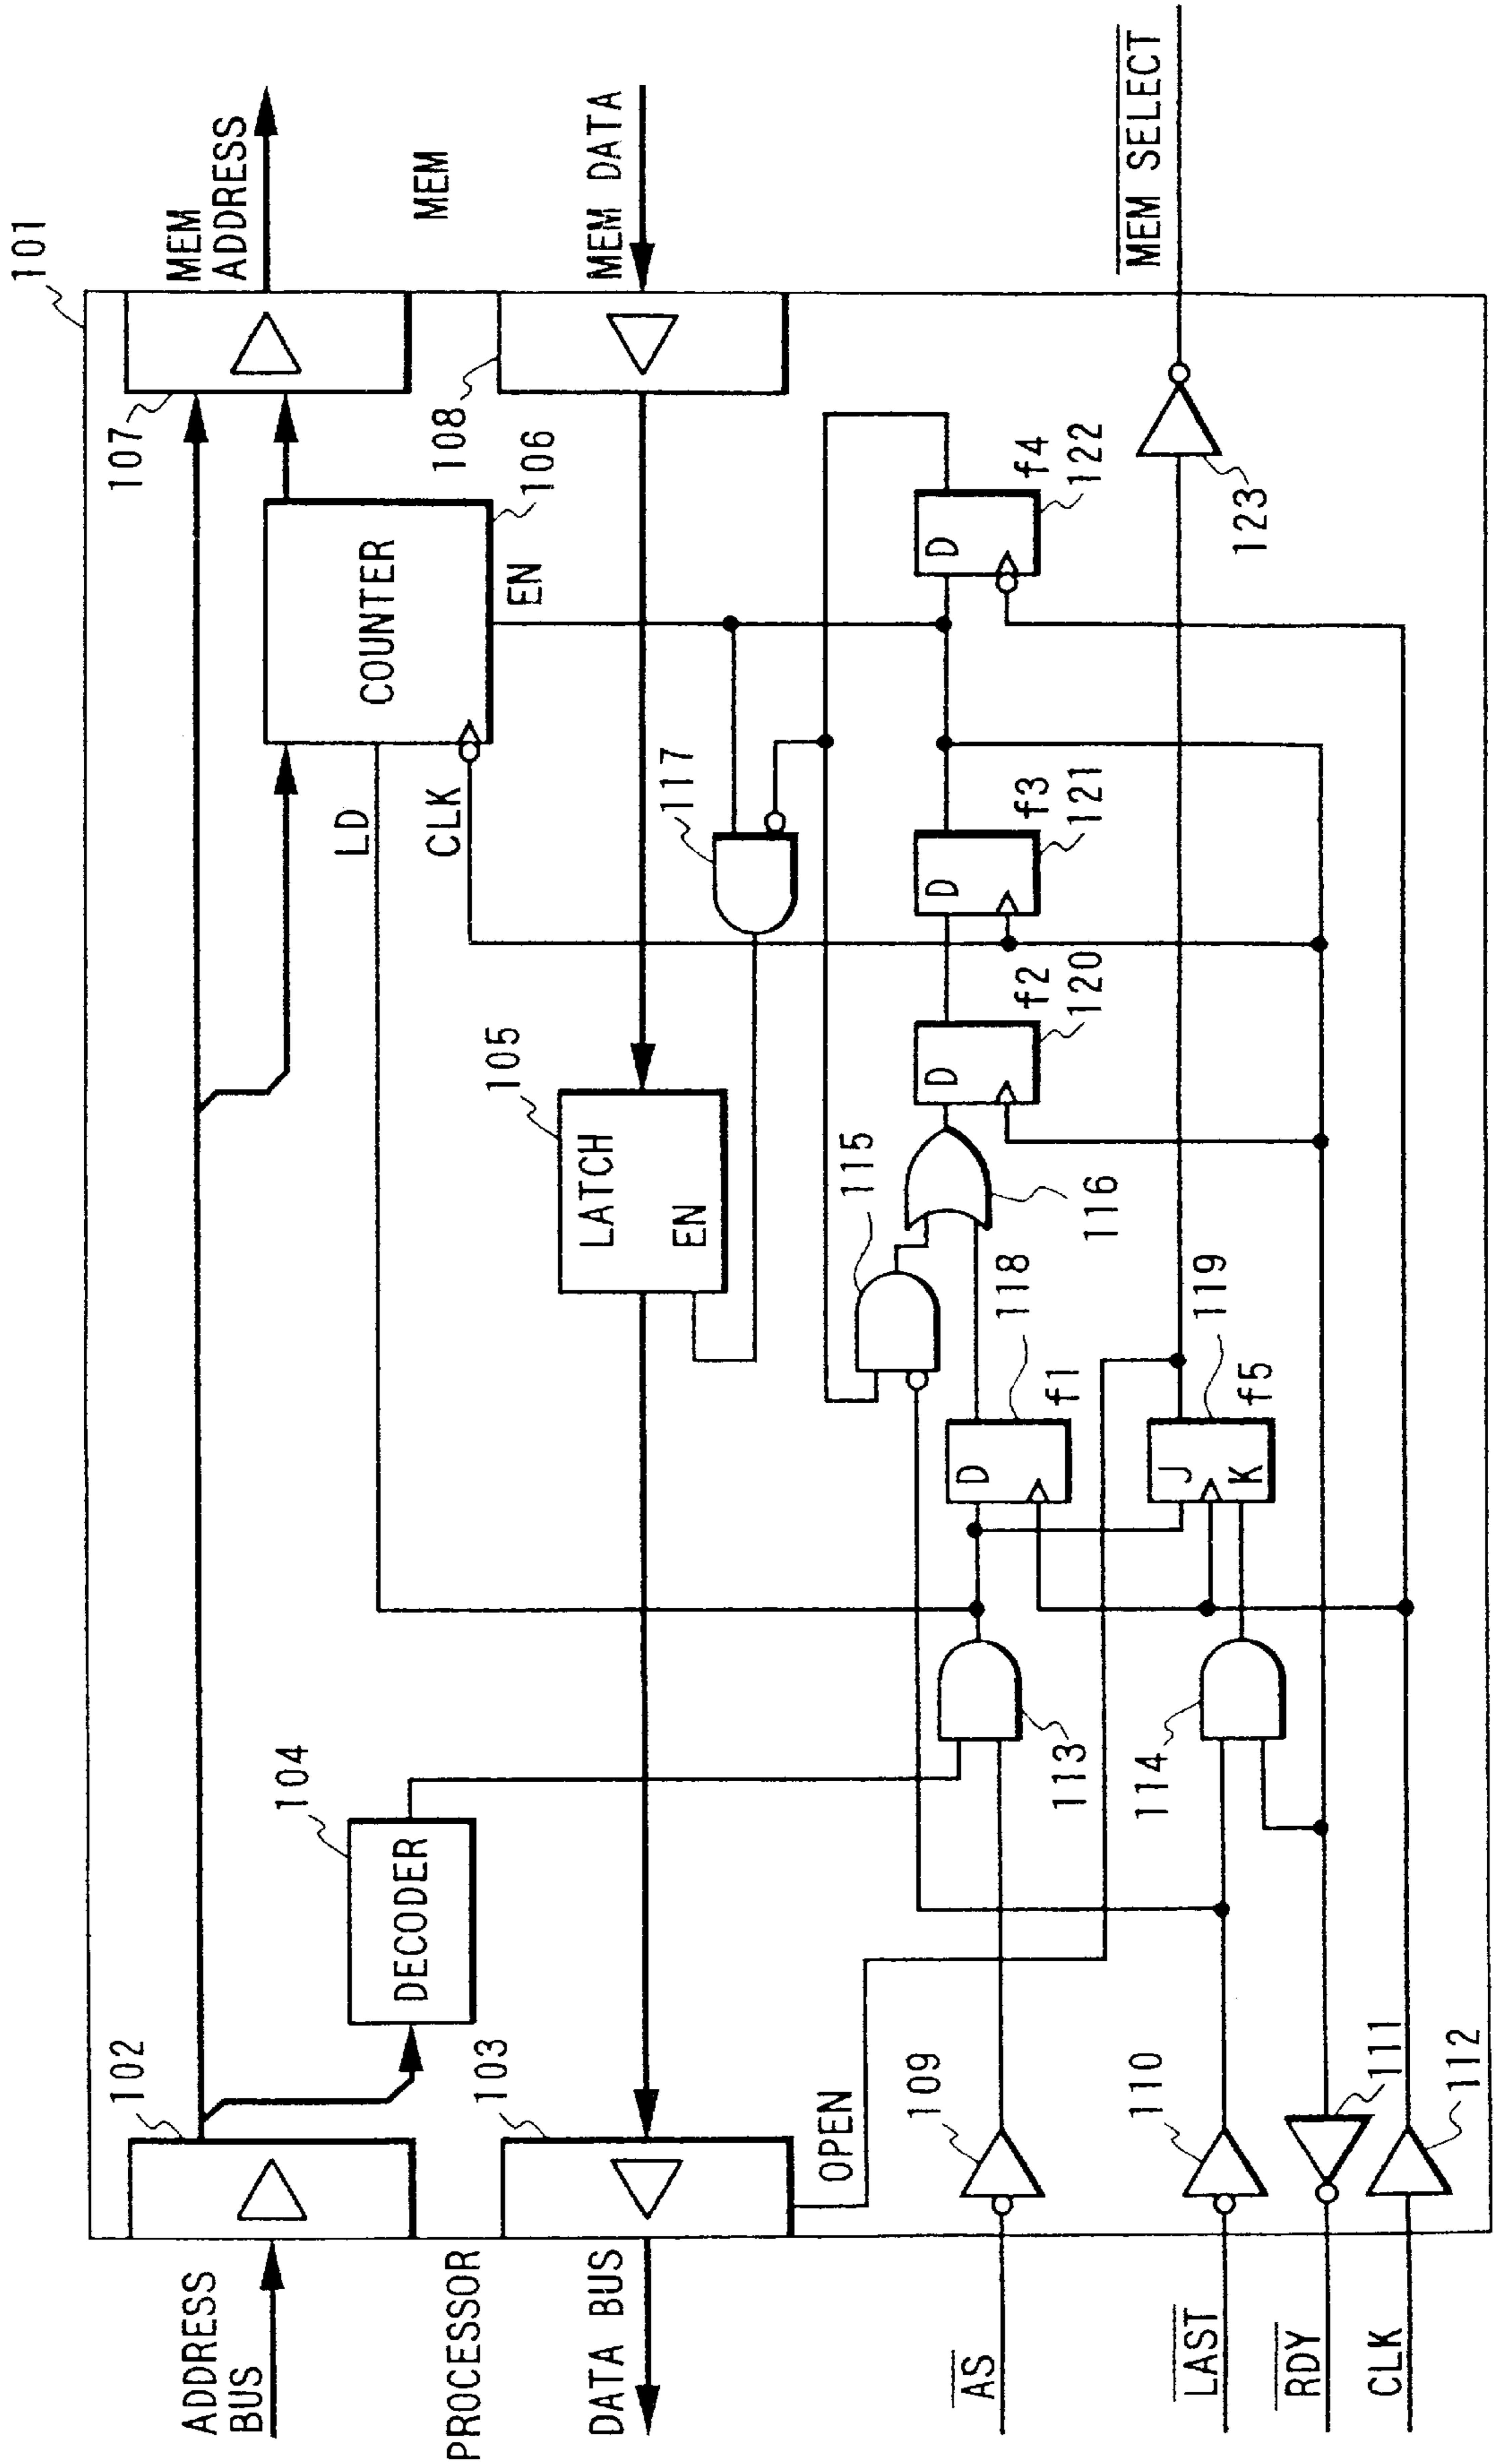 101
MEM
ADDRESS
MEM
MEM DATA
MEM SELECT
107
108
COUNTER
106
EN
LD
CLK
f4
122
123
117
f3
121
f2
120
105
LATCH
EN
115
116
118
f1
119
f5
D
D
D
D
J
K
104
DECODER
113
114
102
103
OPEN
109
110
111
112
ADDRESS
BUS
PROCESSOR
DATA BUS
AS
LAST
RDY
CLK